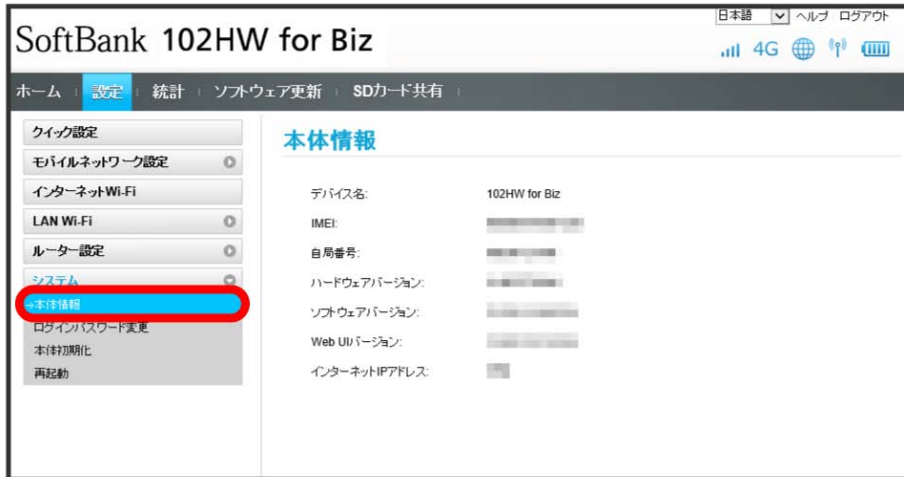 日本語 ヘルプ ログアウト
SoftBank 102HW for Biz
4G
ホーム 設定 統計 ソフトウェア更新 SDカード共有
クイック設定
モバイルネットワーク設定
インターネットWi-Fi
LAN Wi-Fi
ルーター設定
システム
→本体情報
ログインパスワード変更
本体初期化
再起動
本体情報
デバイス名: 102HW for Biz
IMEI:
自局番号:
ハードウェアバージョン:
ソフトウェアバージョン:
Web UIバージョン:
インターネットIPアドレス: